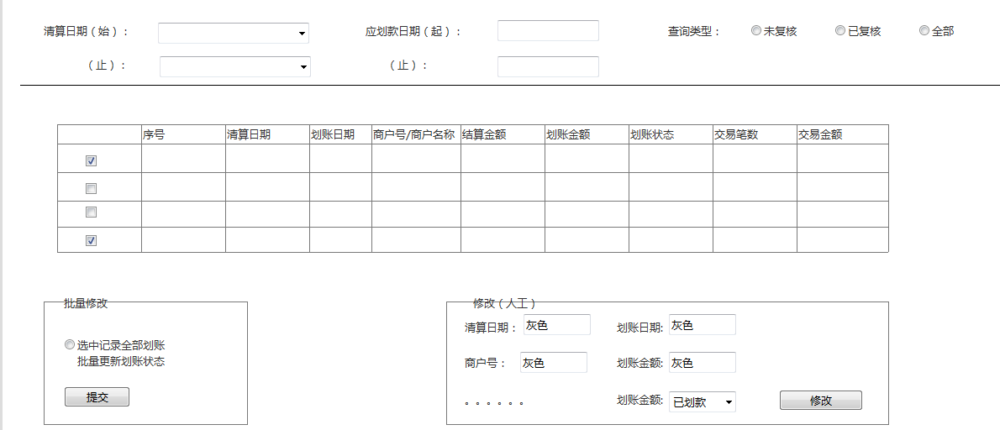 清算日期（始）： 应划款日期（起）： 查询类型： 未复核 已复核 全部
（止）： （止）：
序号 清算日期 划账日期 商户号/商户名称 结算金额 划账金额 划账状态 交易笔数 交易金额
批量修改
选中记录全部划账
批量更新划账状态
提交
修改（人工）
清算日期： 灰色 划账日期: 灰色
商户号： 灰色 划账金额: 灰色
。。。。。。 划账金额: 已划款 修改